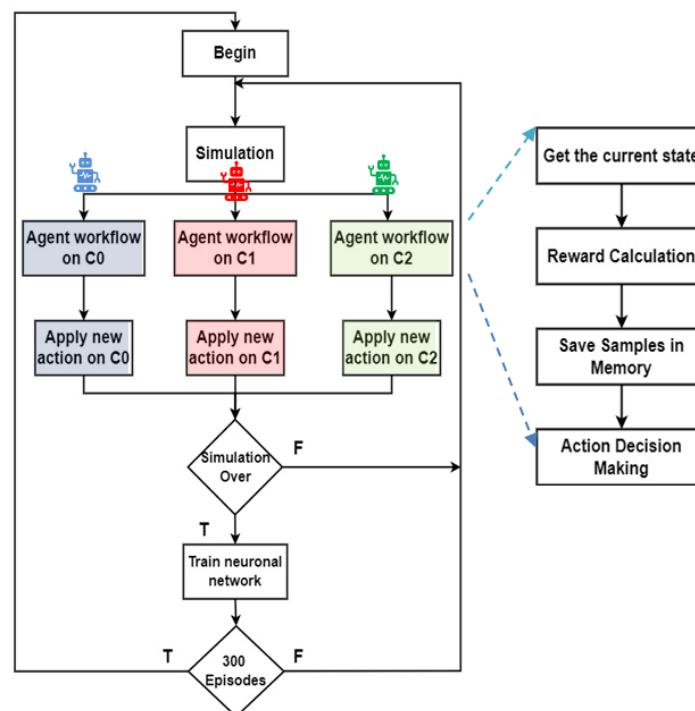 Begin
Simulation
Agent workflow
on C0
Agent workflow
on C1
Agent workflow
on C2
Apply new
action on C0
Apply new
action on C1
Apply new
action on C2
Simulation
Over
F
T
Train neuronal
network
T
300
Episodes
F
Get the current state
Reward Calculation
Save Samples in
Memory
Action Decision
Making